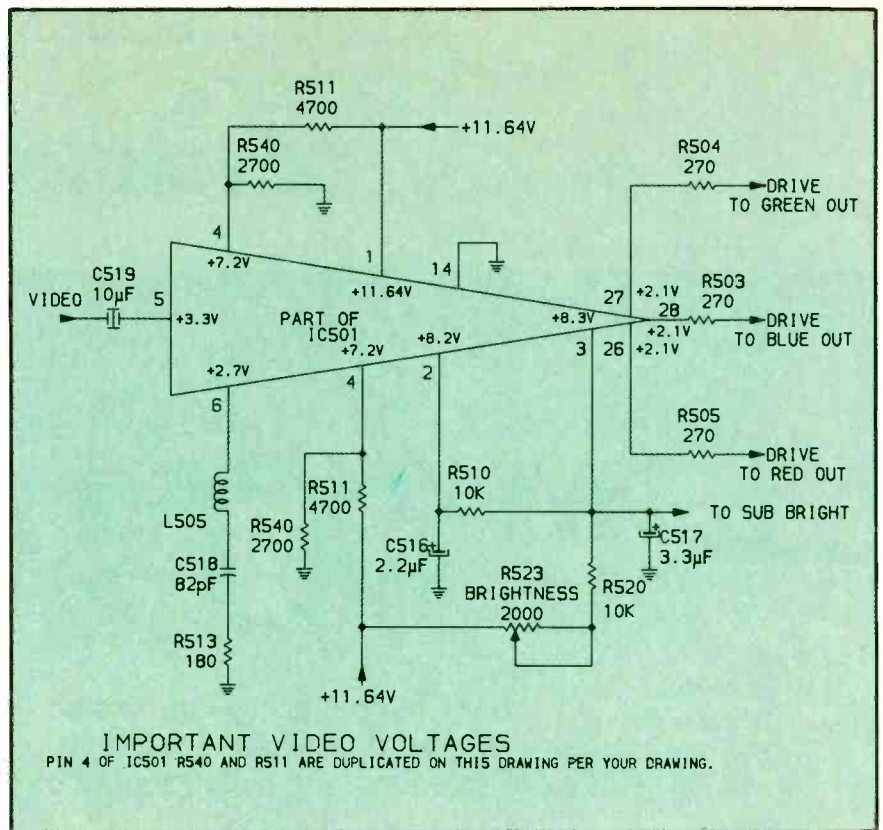 R511
4700
+11.64V
R540
2700
R504
270
DRIVE
TO GREEN OUT
4
+7.2V
1
+11.64V
14
C519
10µF
VIDEO
5
+3.3V
PART OF
IC501
27
+2.1V
28
R503
270
+8.3V
+2.1V
DRIVE
TO BLUE OUT
+2.7V
6
+7.2V
4
+8.2V
2
3
26
+2.1V
R505
270
DRIVE
TO RED OUT
L505
R511
4700
R510
10K
TO SUB BRIGHT
R540
2700
C516
+
2.2µF
+
C517
3.3µF
C518
82pF
R523
BRIGHTNESS
2000
R520
10K
R513
180
+11.64V
IMPORTANT VIDEO VOLTAGES
PIN 4 OF IC501 R540 AND R511 ARE DUPLICATED ON THIS DRAWING PER YOUR DRAWING.